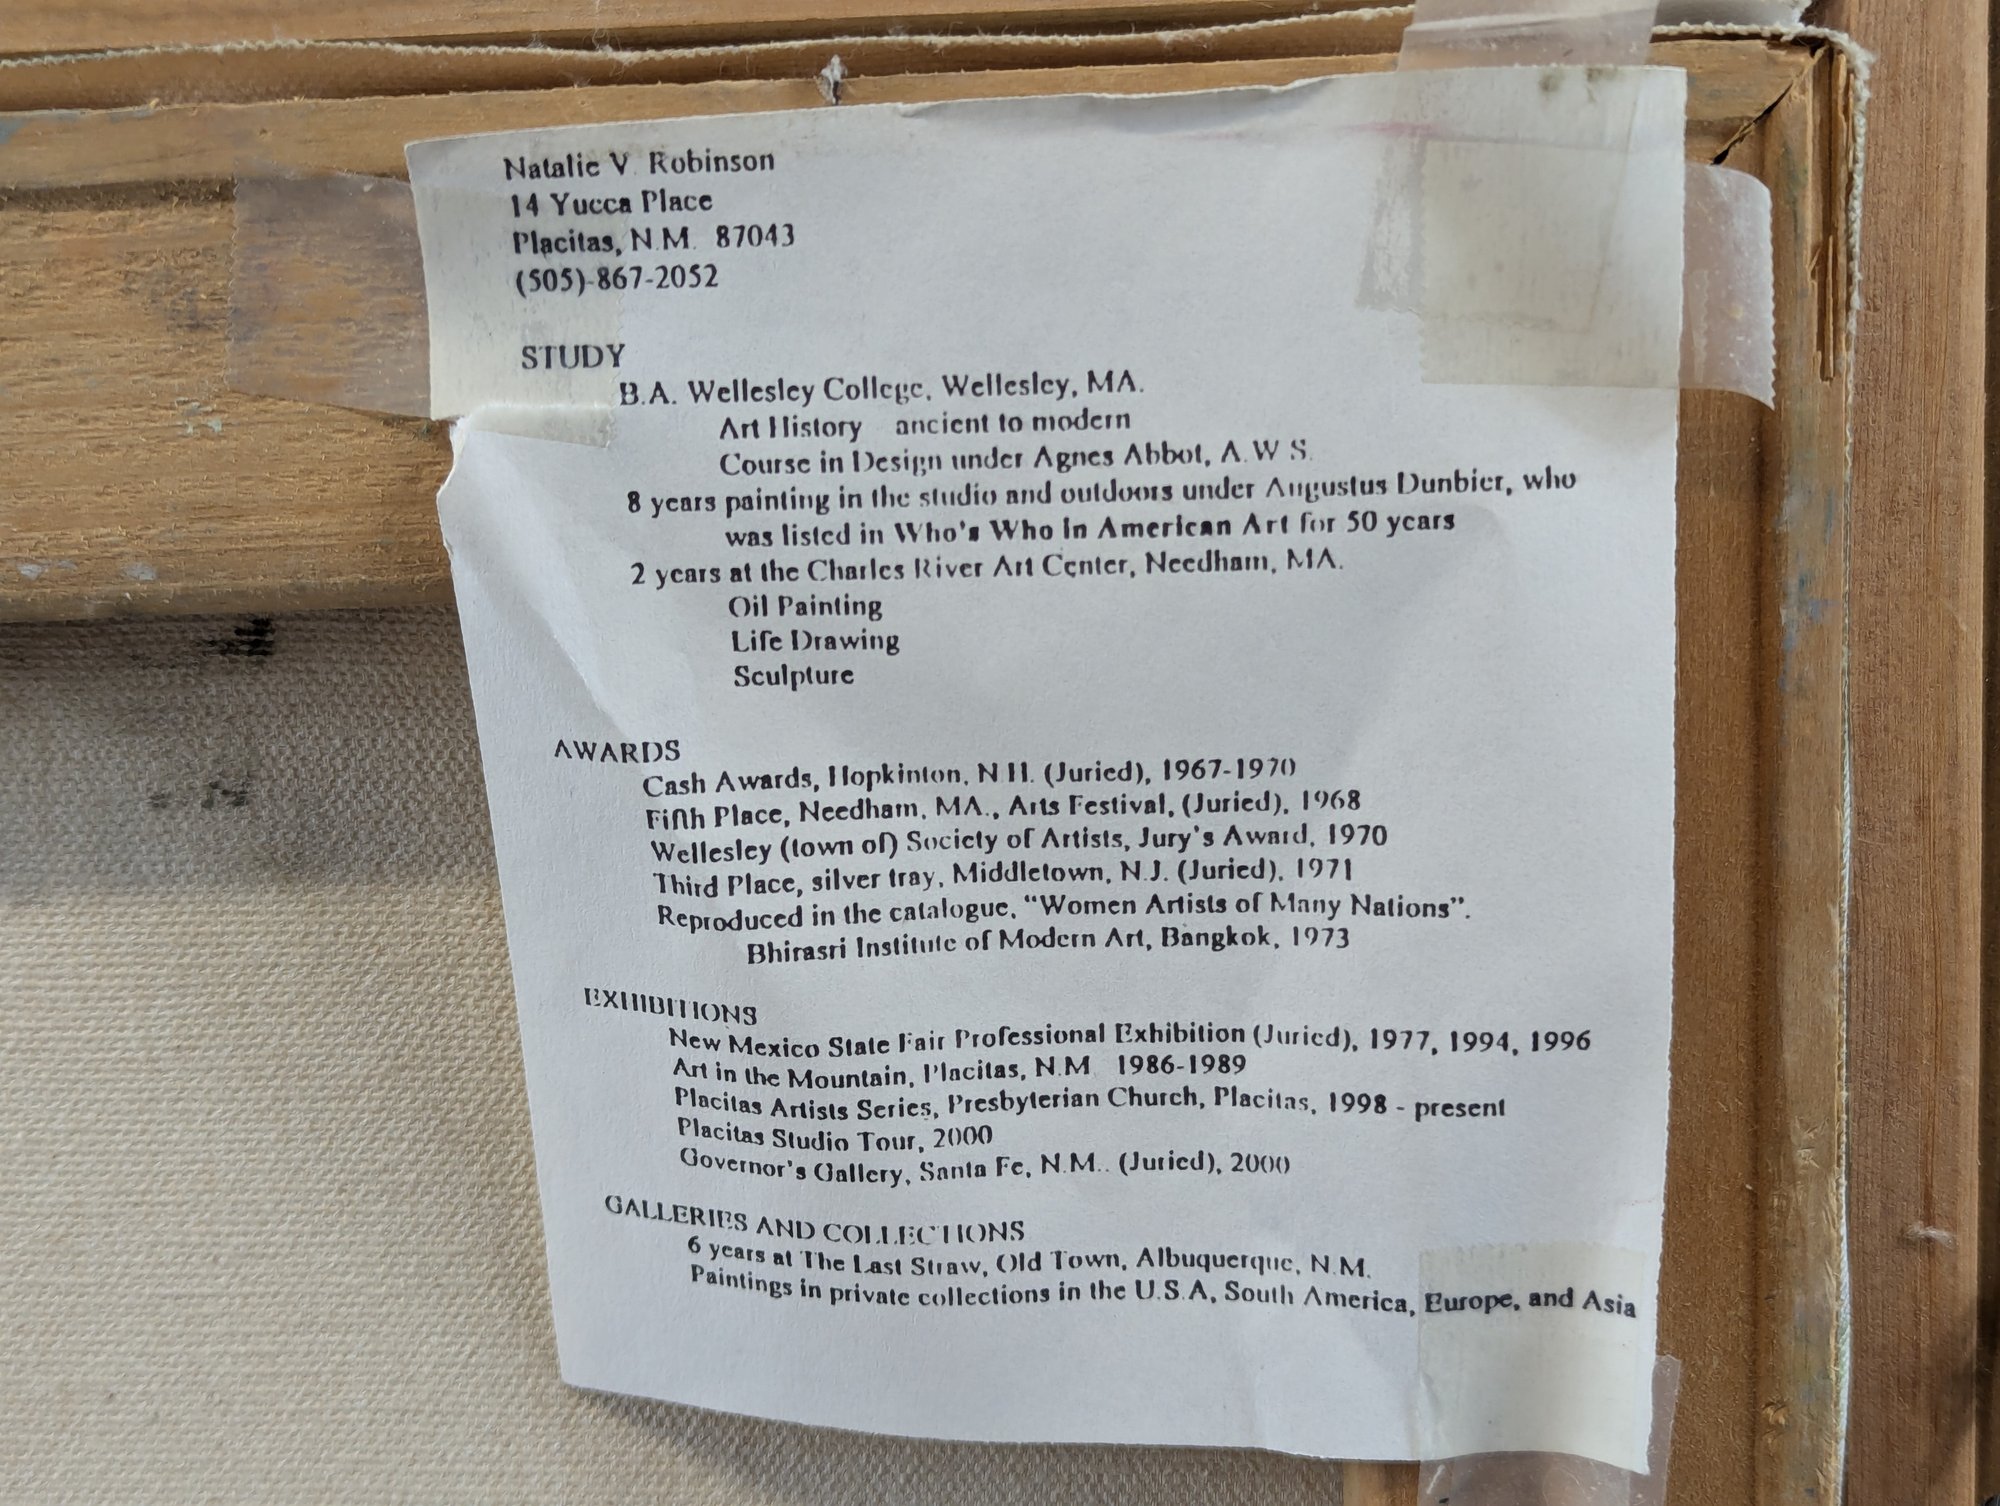 Natalie V. Robinson
14 Yucca Place
Placitas, N.M. 87043
(505)-867-2052
STUDY
B.A. Wellesley College, Wellesley, MA.
Art History ancient to modern
Course in Design under Agnes Abbot, A.W.S.
8 years painting in the studio and outdoors under Augustus Dunbier, who
was listed in Who's Who In American Art for 50 years
2 years at the Charles River Art Center, Needham, MA.
Oil Painting
Life Drawing
Sculpture
AWARDS
Cash Awards, Hopkinton, N.H. (Juried), 1967-1970
Fifth Place, Needham, MA., Arts Festival, (Juried), 1968
Wellesley (town of) Society of Artists, Jury's Award, 1970
Third Place, silver tray, Middletown, N.J. (Juried), 1971
Reproduced in the catalogue, "Women Artists of Many Nations".
Bhirasri Institute of Modern Art, Bangkok, 1973
EXHIBITIONS
New Mexico State Fair Professional Exhibition (Juried), 1977, 1994, 1996
Art in the Mountain, Placitas, N.M. 1986-1989
Placitas Artists Series, Presbyterian Church, Placitas, 1998 - present
Placitas Studio Tour, 2000
Governor's Gallery, Santa Fe, N.M.. (Juried), 2000
GALLERIES AND COLLECTIONS
6 years at The Last Straw, Old Town, Albuquerque, N.M.
Paintings in private collections in the U.S.A, South America, Europe, and Asia